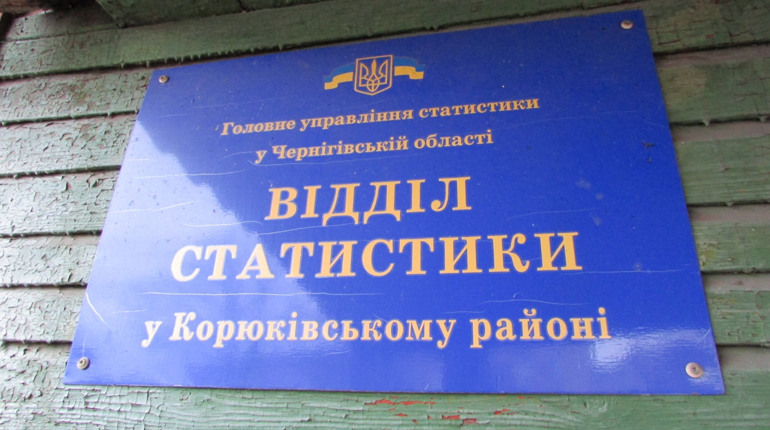 Головне управління статистики
у Чернігівській області
ВІДДІЛ
СТАТИСТИКИ
у Корюківському районі